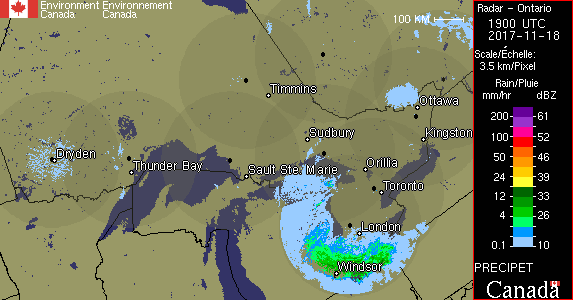 Environment Environnement
Canada Canada
100 KM
Timmins
Ottawa
Sudbury
Kingston
Dryden
Thunder Bay
Sault Ste. Marie
Orillia
Toronto
London
Windsor
Radar - Ontario
1900 UTC
2017-11-18
Scale/Échelle:
3.5 km/Pixel
Rain/Pluie
mm/hr dBZ
200 61
100 52
50 46
24 39
12 33
4 26
0.1 10
PRECIPET
Canada